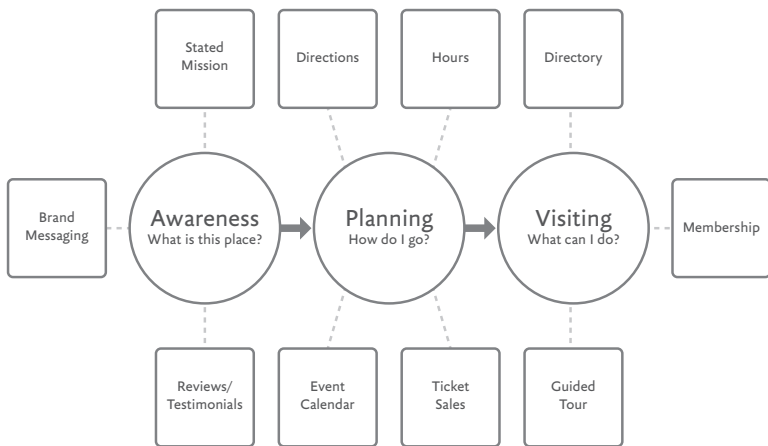 Stated
Mission
Directions
Hours
Directory
Brand
Messaging
Awareness
What is this place?
Planning
How do I go?
Visiting
What can I do?
Membership
Reviews/
Testimonials
Event
Calendar
Ticket
Sales
Guided
Tour